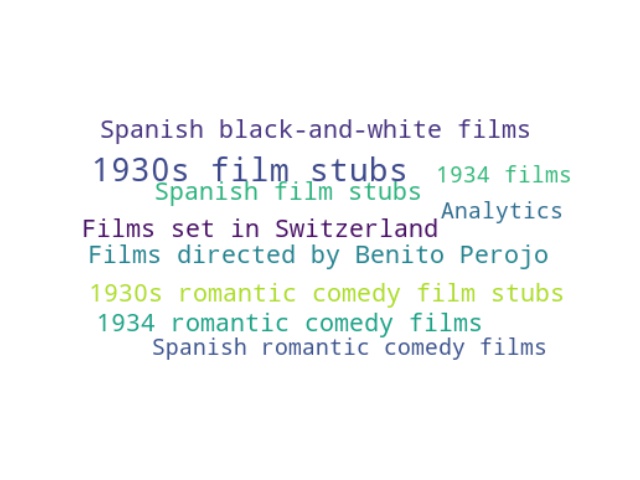 Spanish black-and-white films
1930s film stubs
1934 films
Spanish film stubs
Analytics
Films set in Switzerland
Films directed by Benito Perojo
1930s romantic comedy film stubs
1934 romantic comedy films
Spanish romantic comedy films